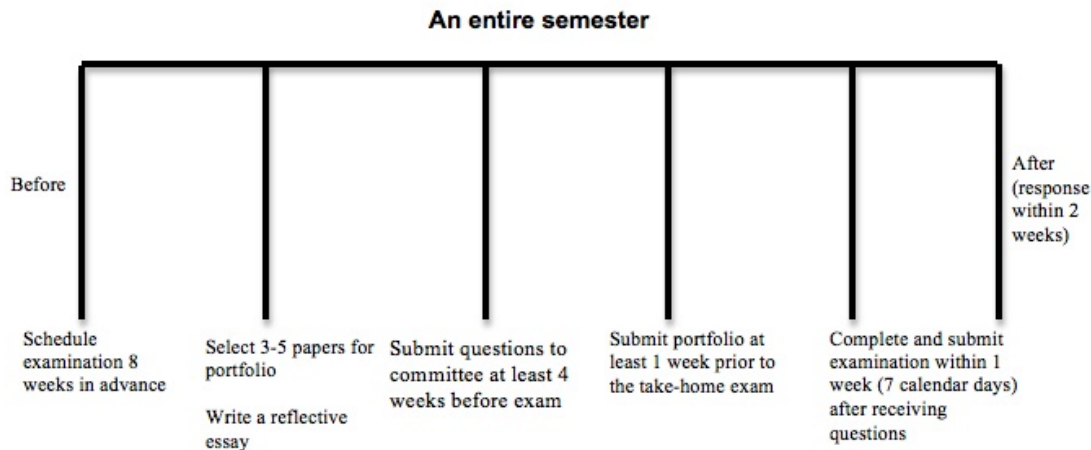 An entire semester
Before
After
(response
within 2
weeks)
Schedule
examination 8
weeks in advance
Select 3-5 papers for
portfolio
Write a reflective
essay
Submit questions to
committee at least 4
weeks before exam
Submit portfolio at
least 1 week prior to
the take-home exam
Complete and submit
examination within 1
week (7 calendar days)
after receiving
questions